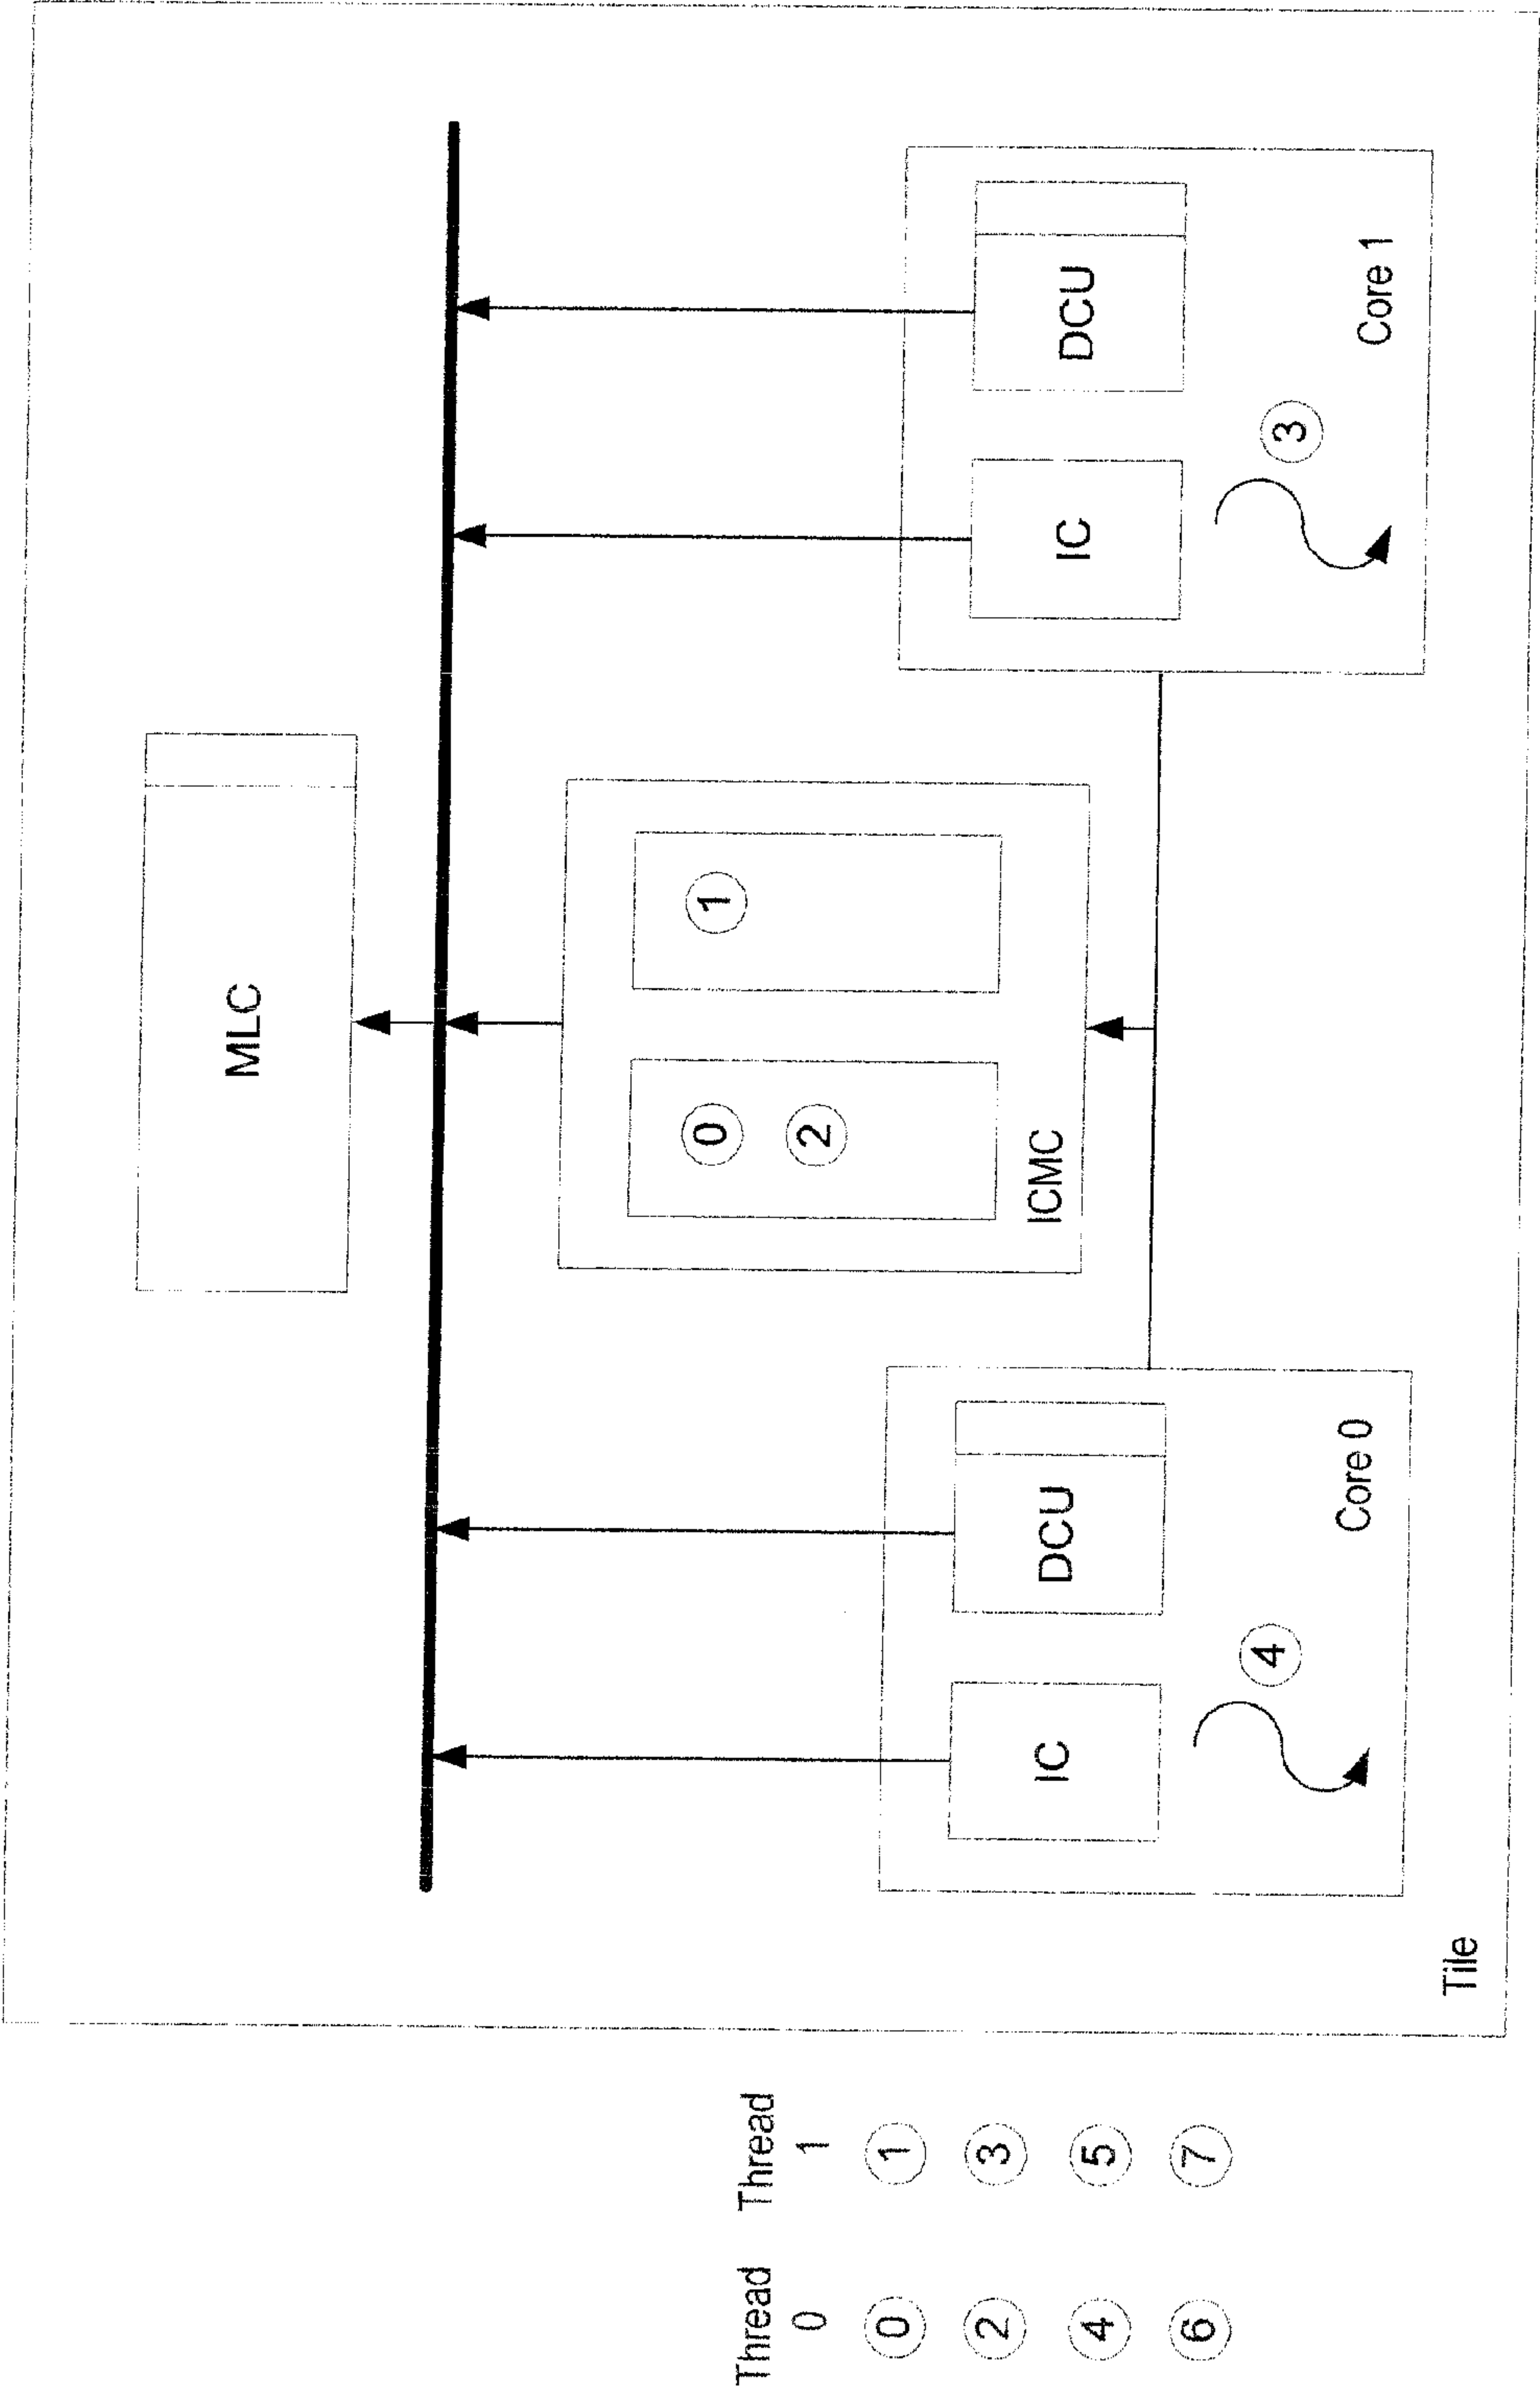 MLC
0
1
2
ICMC
IC
DCU
IC
DCU
4
3
Core 0
Core 1
Tile
Thread Thread
0 1
0 1
2 3
4 5
6 7